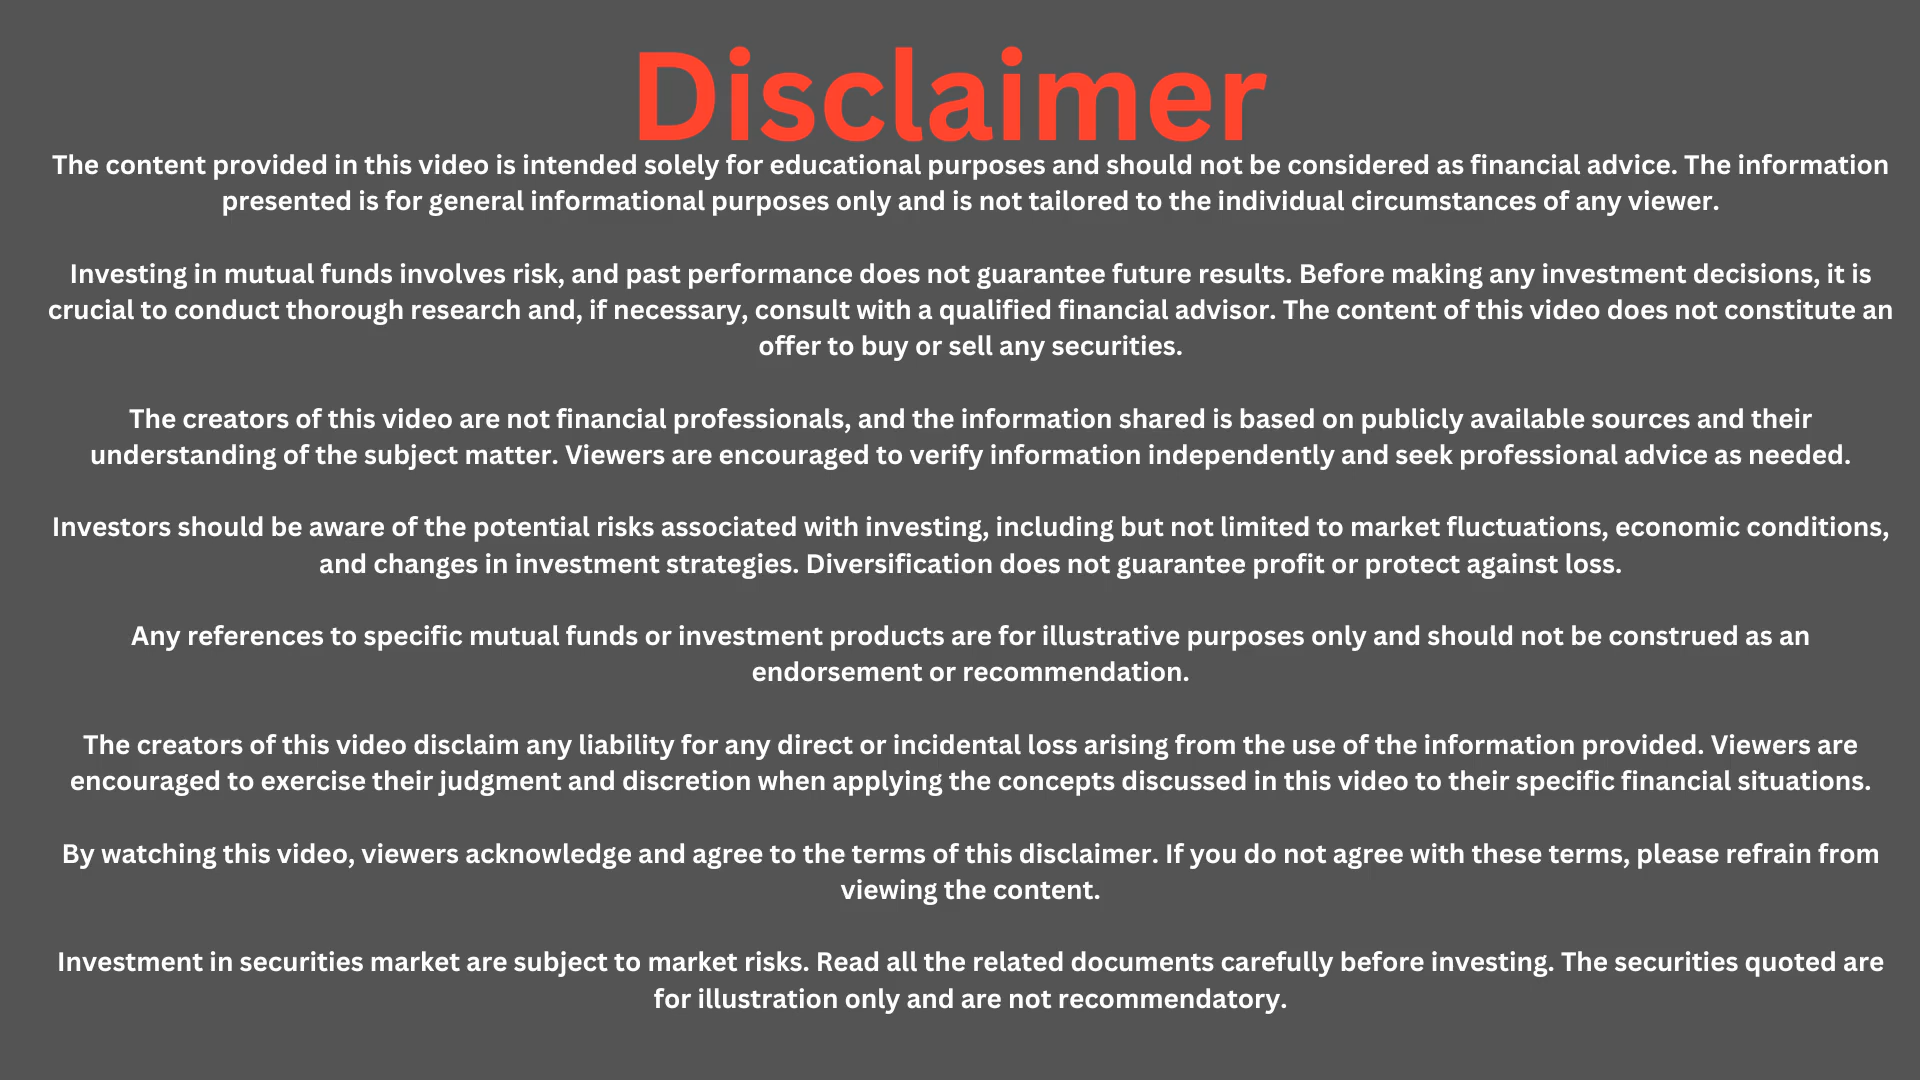 Disclaimer
The content provided in this video is intended solely for educational purposes and should not be considered as financial advice. The information
presented is for general informational purposes only and is not tailored to the individual circumstances of any viewer.
Investing in mutual funds involves risk, and past performance does not guarantee future results. Before making any investment decisions, it is
crucial to conduct thorough research and, if necessary, consult with a qualified financial advisor. The content of this video does not constitute an
offer to buy or sell any securities.
The creators of this video are not financial professionals, and the information shared is based on publicly available sources and their
understanding of the subject matter. Viewers are encouraged to verify information independently and seek professional advice as needed.
Investors should be aware of the potential risks associated with investing, including but not limited to market fluctuations, economic conditions,
and changes in investment strategies. Diversification does not guarantee profit or protect against loss.
Any references to specific mutual funds or investment products are for illustrative purposes only and should not be construed as an
endorsement or recommendation.
The creators of this video disclaim any liability for any direct or incidental loss arising from the use of the information provided. Viewers are
encouraged to exercise their judgment and discretion when applying the concepts discussed in this video to their specific financial situations.
By watching this video, viewers acknowledge and agree to the terms of this disclaimer. If you do not agree with these terms, please refrain from
viewing the content.
Investment in securities market are subject to market risks. Read all the related documents carefully before investing. The securities quoted are
for illustration only and are not recommendatory.